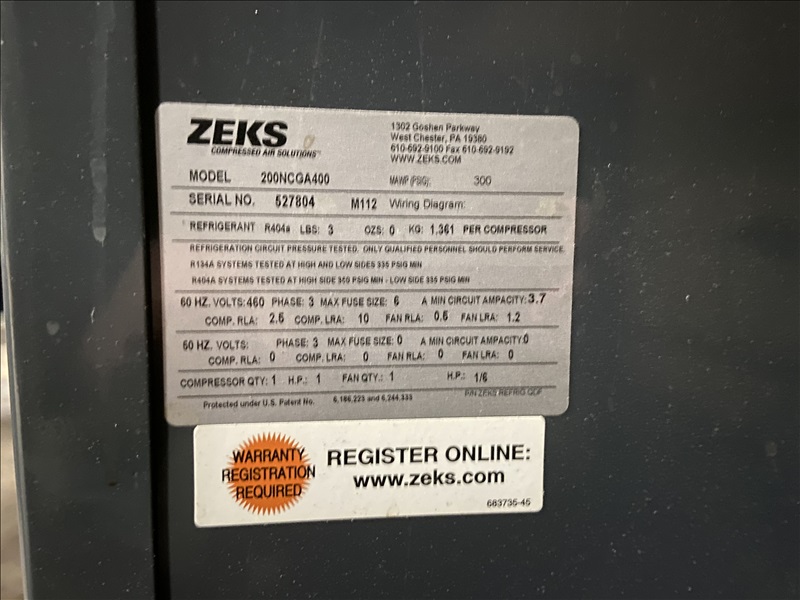 ZEKS
COMPRESSED AIR SOLUTIONS™
1302 Goshen Parkway
West Chester, PA 19380
610-692-9100 Fax 610-692-9192
WWW.ZEKS.COM
MODEL 200NCGA400 MAWP (PSIG): 300
SERIAL NO. 527804 M112 Wiring Diagram:
REFRIGERANT R404a LBS: 3 OZS: 0 KG: 1.361 PER COMPRESSOR
REFRIGERATION CIRCUIT PRESSURE TESTED. ONLY QUALIFIED PERSONNEL SHOULD PERFORM SERVICE.
R134A SYSTEMS TESTED AT HIGH AND LOW SIDES 335 PSIG MIN
R404A SYSTEMS TESTED AT HIGH SIDE 350 PSIG MIN - LOW SIDE 335 PSIG MIN
60 HZ. VOLTS: 460 PHASE: 3 MAX FUSE SIZE: 6 A MIN CIRCUIT AMPACITY: 3.7
COMP. RLA: 2.6 COMP. LRA: 10 FAN RLA: 0.6 FAN LRA: 1.2
60 HZ. VOLTS: PHASE: 3 MAX FUSE SIZE: 0 A MIN CIRCUIT AMPACITY: 0
COMP. RLA: 0 COMP. LRA: 0 FAN RLA: 0 FAN LRA: 0
COMPRESSOR QTY: 1 H.P.: 1 FAN QTY.: 1 H.P.: 1/6
Protected under U.S. Patent No. 6,186,223 and 6,244,333 P/N ZEKS REFRIG.
WARRANTY
REGISTRATION
REQUIRED
REGISTER ONLINE:
www.zeks.com
683735-45